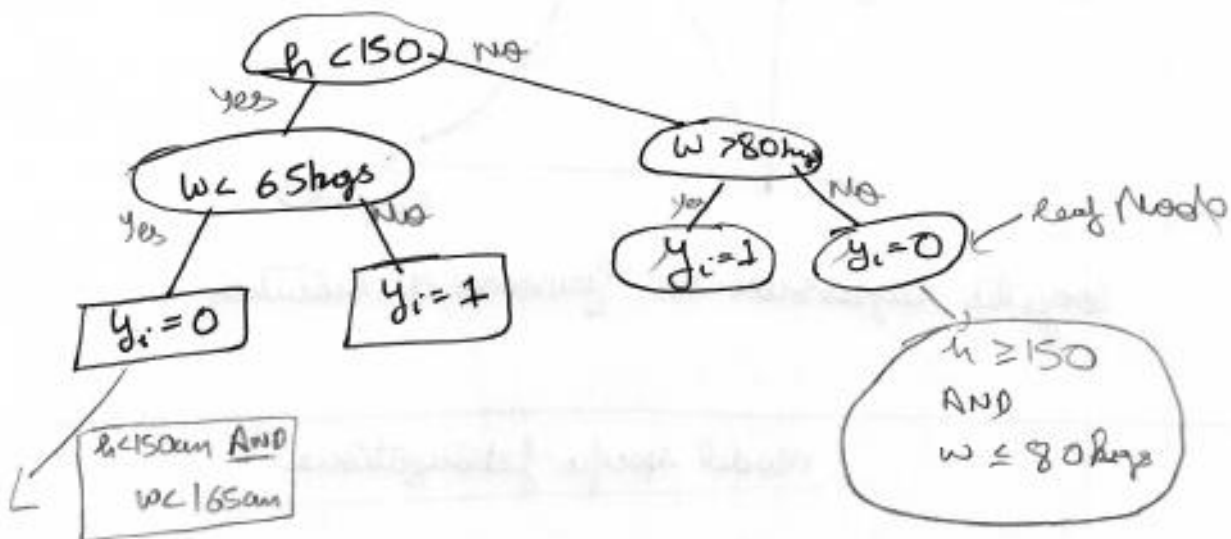 h < 150
No
Yes
w < 65kgs
w > 80kgs
Yes
No
Yes
No
leaf Node
yi = 0
yi = 1
yi = 1
yi = 0
h<150cm AND
w<165cm
h ≥ 150
AND
w ≤ 80kgs